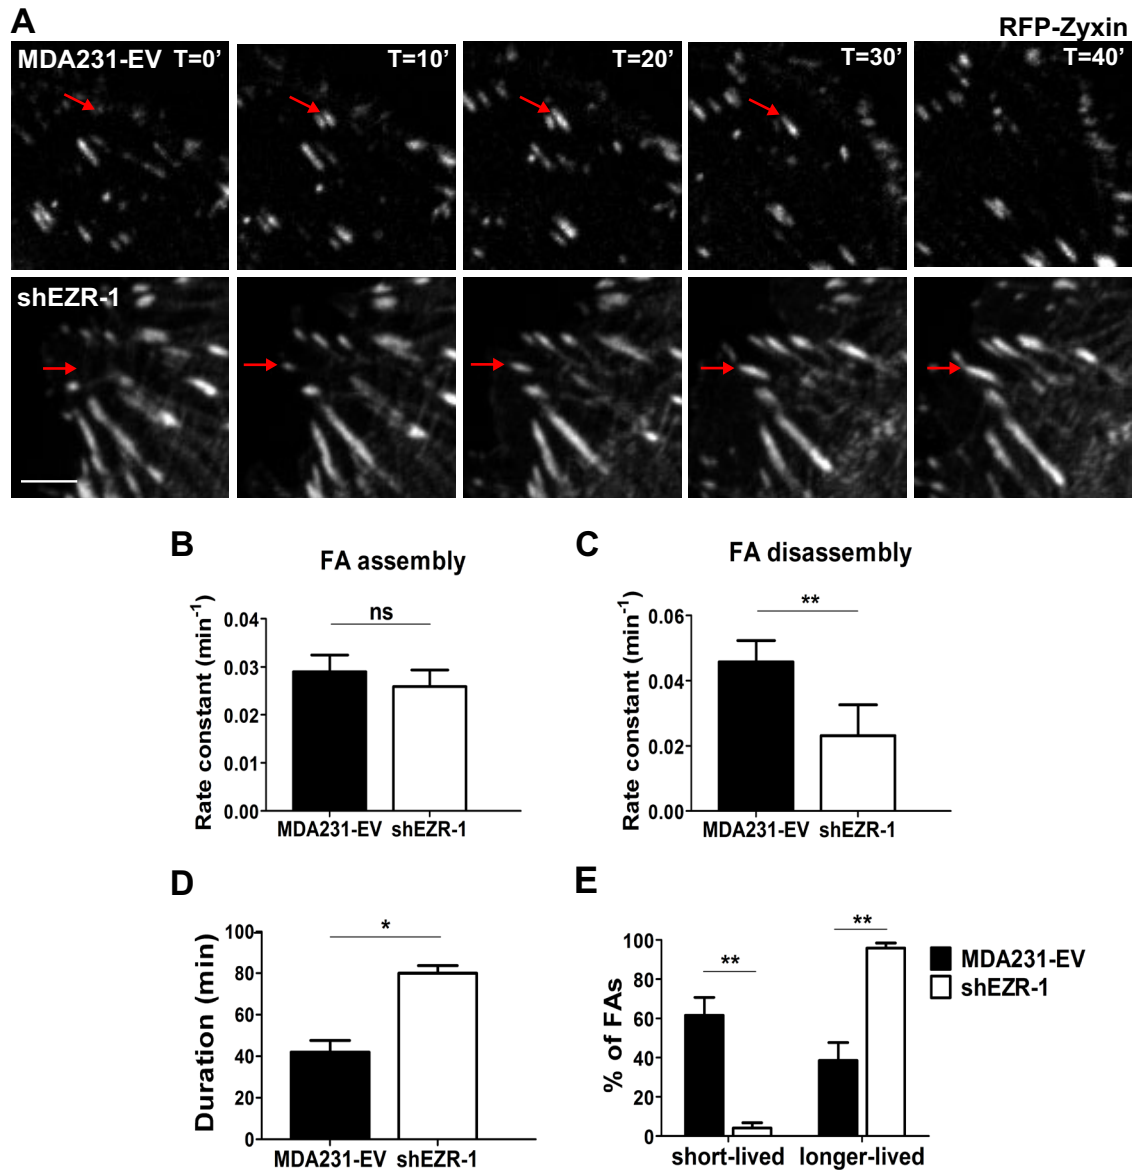 A
RFP-Zyxin
MDA231-EV T=0’
T=10’
T=20’
T=30’
T=40’
shEZR-1
B
FA assembly
Rate constant (min⁻¹)
0.04
0.03
0.02
0.01
0.00
ns
MDA231-EV shEZR-1
C
FA disassembly
Rate constant (min⁻¹)
0.06
0.04
0.02
0.00
**
MDA231-EV shEZR-1
D
Duration (min)
100
80
60
40
20
0
*
MDA231-EV shEZR-1
E
% of FAs
100
80
60
40
20
0
**
**
short-lived longer-lived
MDA231-EV
shEZR-1